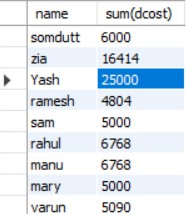 name sum(dcost)
somdutt 6000
zia 16414
Yash 25000
ramesh 4804
sam 5000
rahul 6768
manu 6768
mary 5000
varun 5090